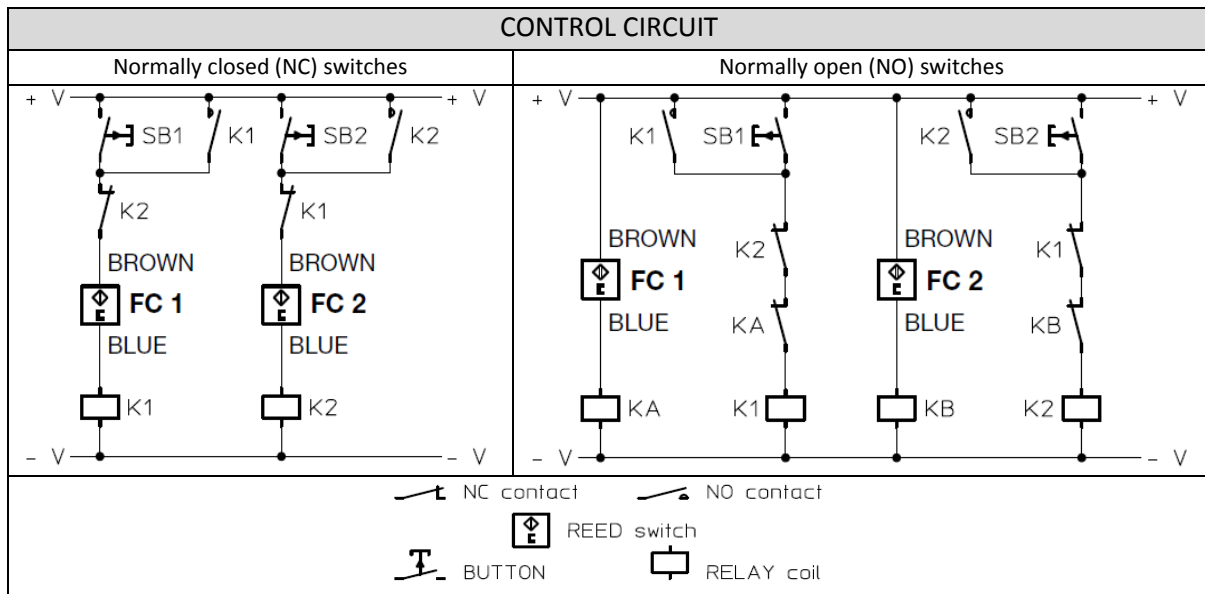 CONTROL CIRCUIT
Normally closed (NC) switches
+ V + V
SB1 K1 SB2 K2
K2 K1
BROWN BROWN
FC 1 FC 2
BLUE BLUE
K1 K2
- V - V
Normally open (NO) switches
+ V + V
K1 SB1 K2 SB2
K2 K1
BROWN BROWN
FC 1 FC 2
BLUE KA BLUE KB
KA K1 KB K2
- V - V
NC contact NO contact
REED switch
BUTTON RELAY coil